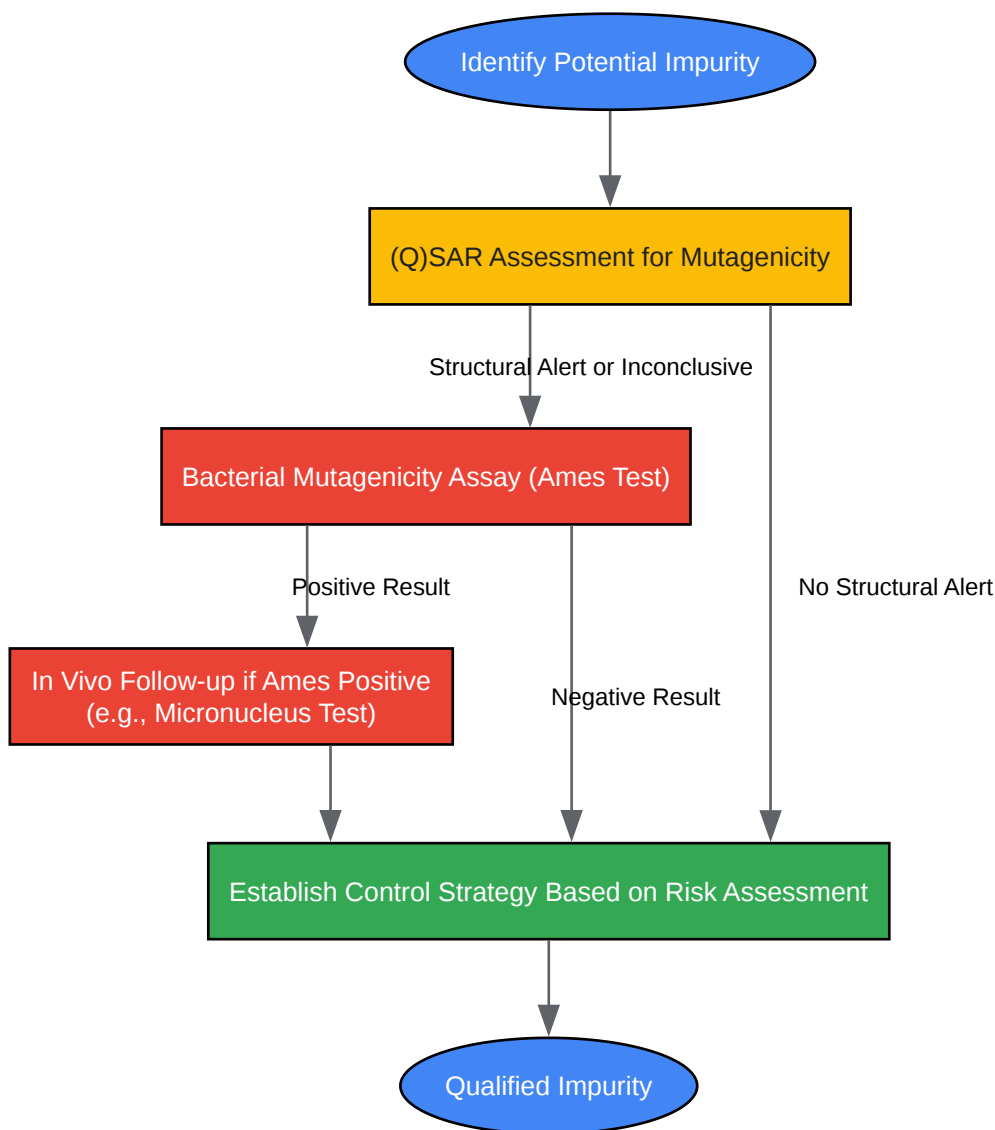 Identify Potential Impurity
(Q)SAR Assessment for Mutagenicity
Structural Alert or Inconclusive
Bacterial Mutagenicity Assay (Ames Test)
Positive Result
No Structural Alert
In Vivo Follow-up if Ames Positive
(e.g., Micronucleus Test)
Negative Result
Establish Control Strategy Based on Risk Assessment
Qualified Impurity